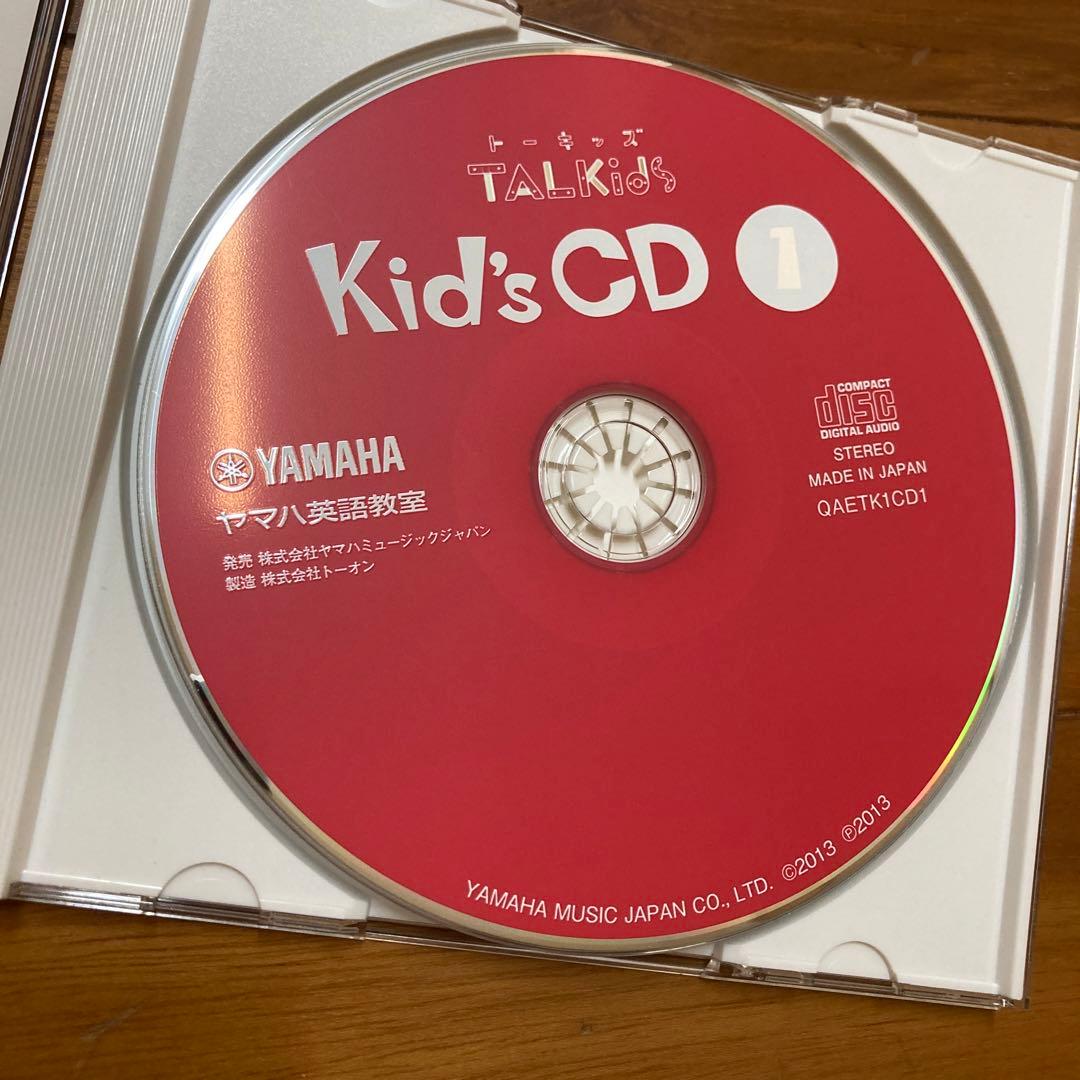 トーキッズ
TALKids
Kid's CD 1
COMPACT
disc
DIGITAL AUDIO
STEREO
MADE IN JAPAN
QAETK1CD1
YAMAHA
ヤマハ英語教室
発売 株式会社ヤマハミュージックジャパン
製造 株式会社トーオン
YAMAHA MUSIC JAPAN CO., LTD. ©2013 ℗2013